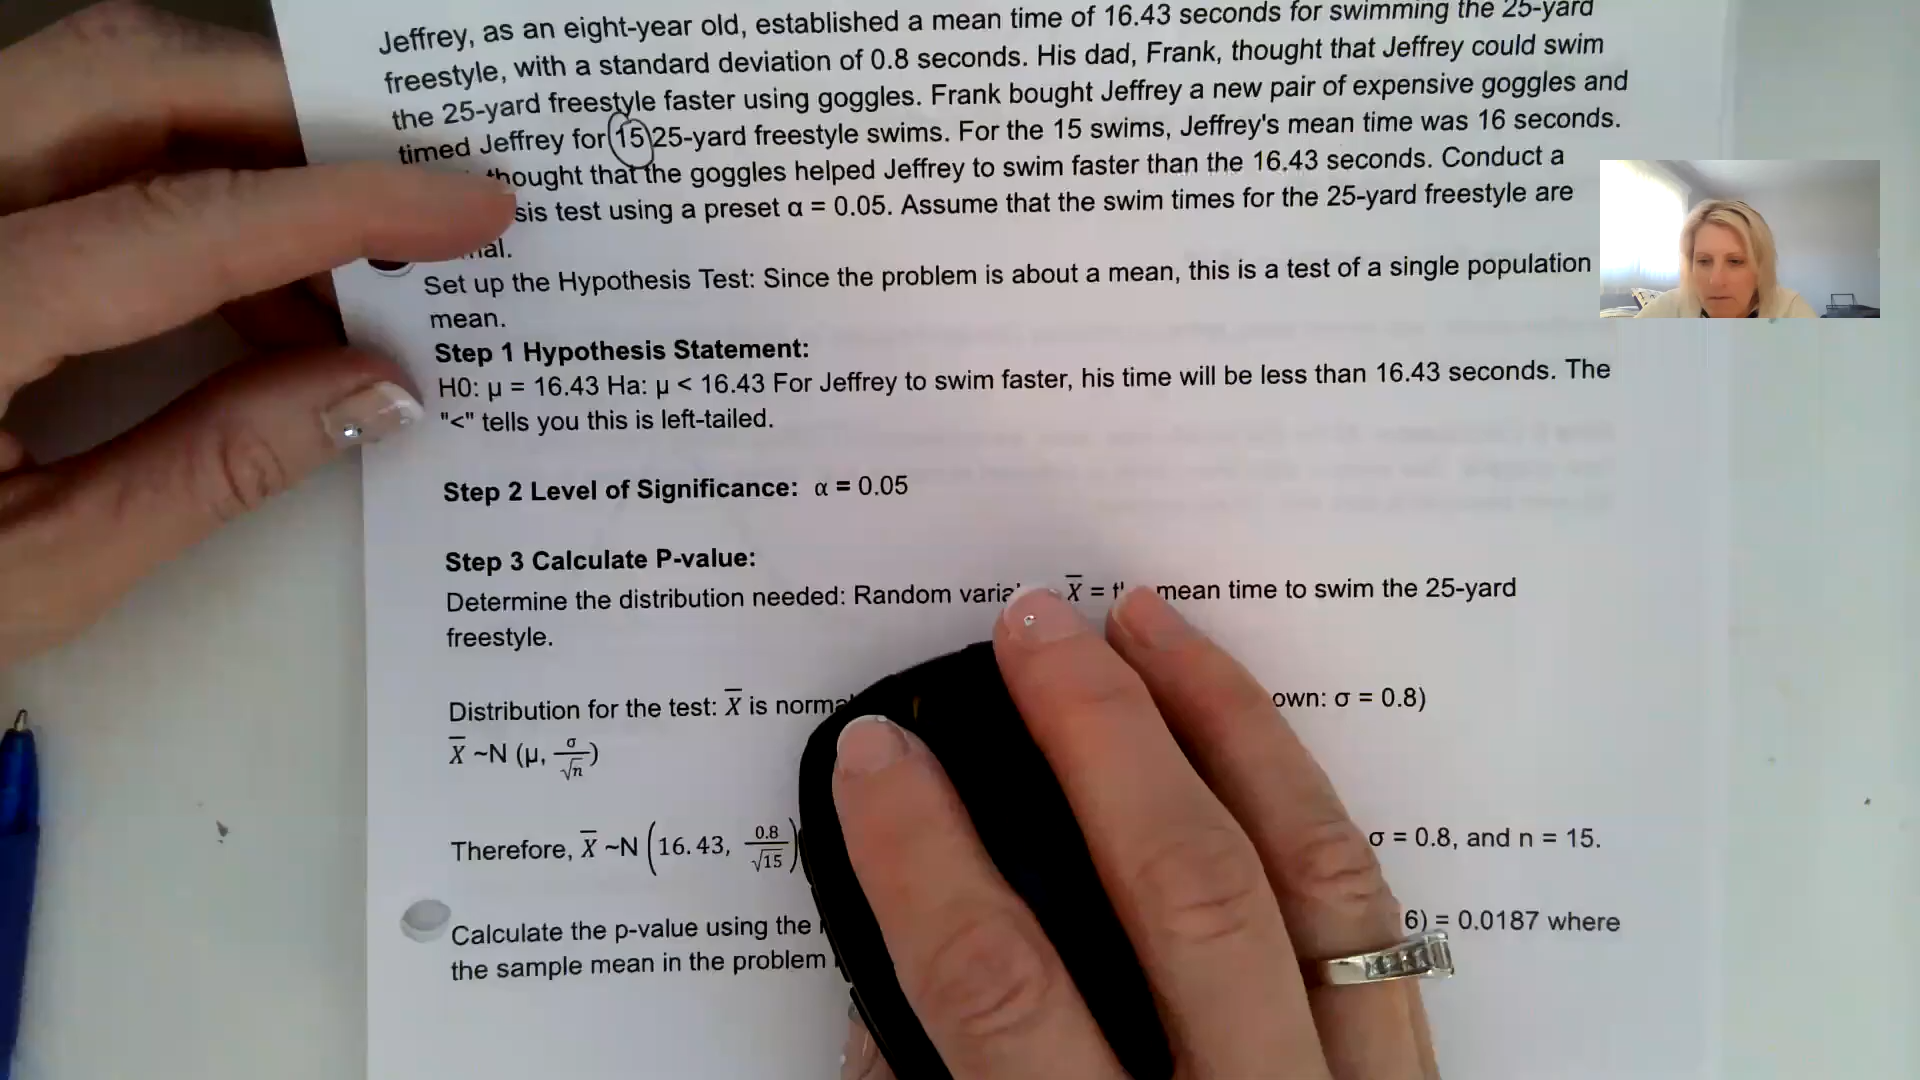 Jeffrey, as an eight-year old, established a mean time of 16.43 seconds for swimming the 25-yard
freestyle, with a standard deviation of 0.8 seconds. His dad, Frank, thought that Jeffrey could swim
the 25-yard freestyle faster using goggles. Frank bought Jeffrey a new pair of expensive goggles and
timed Jeffrey for 15 25-yard freestyle swims. For the 15 swims, Jeffrey's mean time was 16 seconds.
thought that the goggles helped Jeffrey to swim faster than the 16.43 seconds. Conduct a
sis test using a preset α = 0.05. Assume that the swim times for the 25-yard freestyle are
al.
Set up the Hypothesis Test: Since the problem is about a mean, this is a test of a single population
mean.
Step 1 Hypothesis Statement:
H0: μ = 16.43 Ha: μ < 16.43 For Jeffrey to swim faster, his time will be less than 16.43 seconds. The
"<" tells you this is left-tailed.
Step 2 Level of Significance: α = 0.05
Step 3 Calculate P-value:
Determine the distribution needed: Random varia X̅ = mean time to swim the 25-yard
freestyle.
Distribution for the test: X̅ is norma own: σ = 0.8)
X̅ ~N (μ, σ/√n)
Therefore, X̅ ~N (16.43, 0.8/√15) σ = 0.8, and n = 15.
Calculate the p-value using the 6) = 0.0187 where
the sample mean in the problem